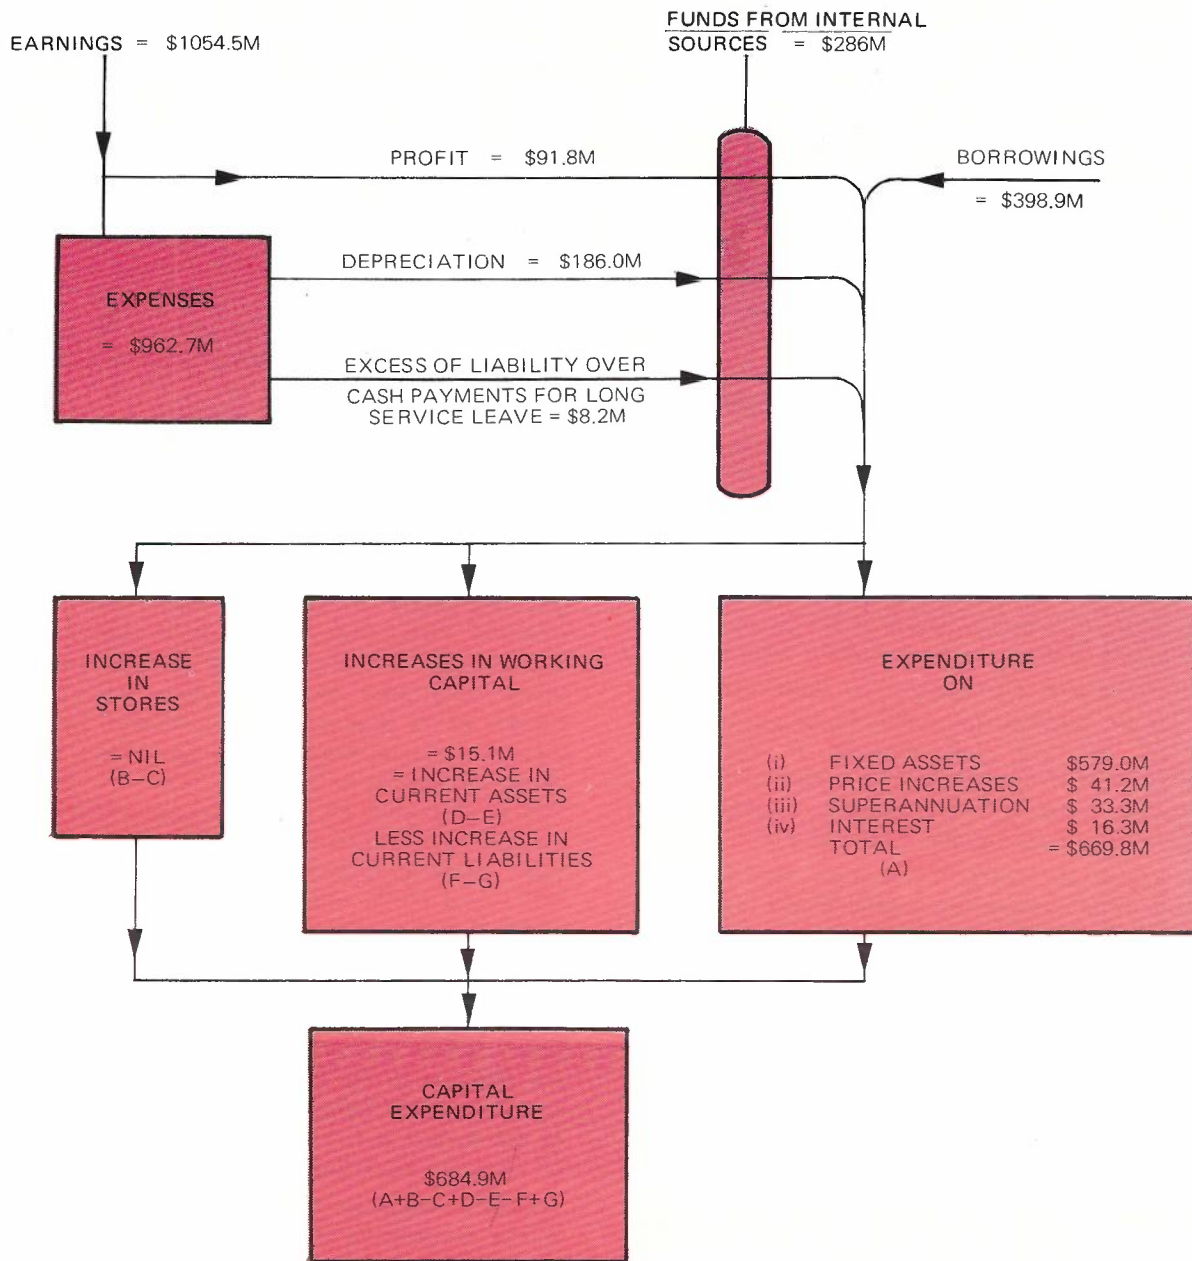 EARNINGS = $1054.5M
FUNDS FROM INTERNAL
SOURCES = $286M
PROFIT = $91.8M
BORROWINGS
= $398.9M
DEPRECIATION = $186.0M
EXPENSES
= $962.7M
EXCESS OF LIABILITY OVER
CASH PAYMENTS FOR LONG
SERVICE LEAVE = $8.2M
INCREASE
IN
STORES
= NIL
(B–C)
INCREASES IN WORKING
CAPITAL
= $15.1M
= INCREASE IN
CURRENT ASSETS
(D–E)
LESS INCREASE IN
CURRENT LIABILITIES
(F–G)
EXPENDITURE
ON
(i) FIXED ASSETS $579.0M
(ii) PRICE INCREASES $ 41.2M
(iii) SUPERANNUATION $ 33.3M
(iv) INTEREST $ 16.3M
TOTAL = $669.8M
(A)
CAPITAL
EXPENDITURE
$684.9M
(A+B–C+D–E–F+G)